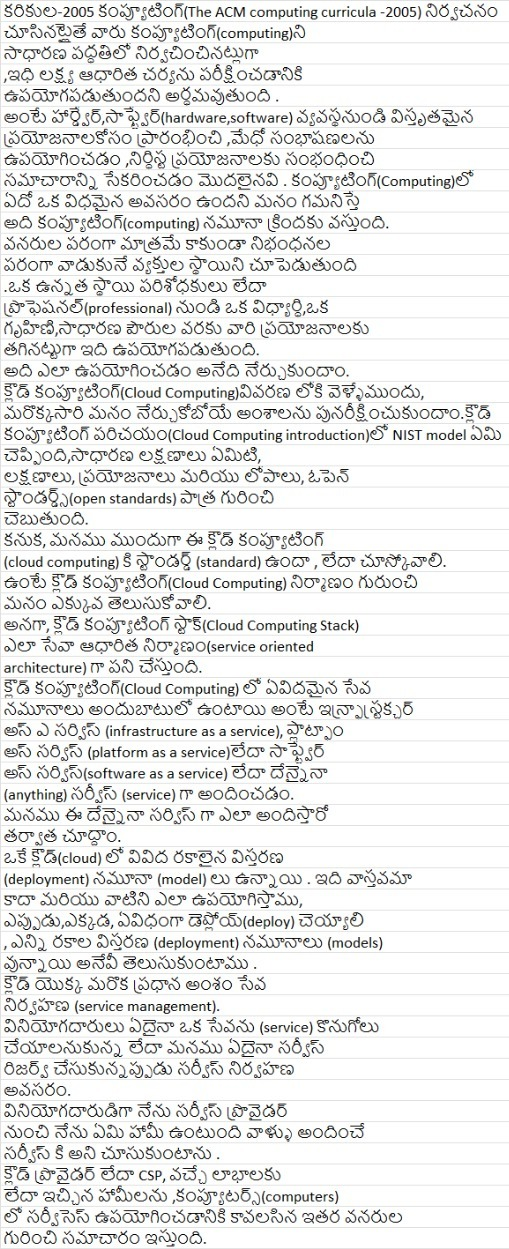 కరికుల-2005 కంప్యూటింగ్(The ACM computing curricula -2005) నిర్వచనం
చూసినట్లైతే వారు కంప్యూటింగ్(computing)ని
సాధారణ పద్ధతిలో నిర్వచించినట్లుగా
,ఇధి లక్ష్య ఆధారిత చర్యను పరీక్షించడానికి
ఉపయోగపడుతుందని అర్ధమవుతుంది .
అంటే హార్డ్వేర్,సాఫ్ట్వేర్(hardware,software) వ్యవస్థనుండి విస్తృతమైన
ప్రయోజనాలకోసం ప్రారంభించి ,మేధో సంభాషణలను
ఉపయోగించడం ,నిర్ధిష్ట ప్రయోజనాలకు సంభంధించి
సమాచారాన్ని సేకరించడం మొదలైనవి . కంప్యూటింగ్(Computing)లో
ఏదో ఒక విధమైన అవసరం ఉందని మనం గమనిస్తే
అది కంప్యూటింగ్(computing) నమూనా క్రిందకు వస్తుంది.
వనరుల పరంగా మాత్రమే కాకుండా నిభంధనల
పరంగా వాడుకునే వ్యక్తుల స్థాయిని చూపెడుతుంది
.ఒక ఉన్నత స్థాయి పరిశోధకులు లేదా
ప్రొఫెషనల్(professional) నుండి ఒక విధ్యార్ధి,ఒక
గృహిణి,సాధారణ పౌరుల వరకు వారి ప్రయోజనాలకు
తగినట్టుగా ఇది ఉపయోగపడుతుంది.
అది ఎలా ఉపయోగించడం అనేది నేర్చుకుందాం.
క్లౌడ్ కంప్యూటింగ్(Cloud Computing)వివరణ లోకి వెళ్ళేముందు,
మరొక్కసారి మనం నేర్చుకోబోయే అంశాలను పునరీక్షించుకుందాం.క్లౌడ్
కంప్యూటింగ్ పరిచయం(Cloud Computing introduction)లో NIST model ఏమి
చెప్పింది,సాధారణ లక్షణాలు ఏమిటి,
లక్షణాలు, ప్రయోజనాలు మరియు లోపాలు, ఓపెన్
స్టాండర్డ్స్(open standards) పాత్ర గురించి
చెబుతుంది.
కనుక, మనము ముందుగా ఈ క్లౌడ్ కంప్యూటింగ్
(cloud computing) కి స్టాండర్డ్ (standard) ఉందా , లేదా చూస్కోవాలి.
ఉంటే క్లౌడ్ కంప్యూటింగ్(Cloud Computing) నిర్మాణం గురుంచి
మనం ఎక్కువ తెలుసుకోవాలి.
అనగా, క్లౌడ్ కంప్యూటింగ్ స్టాక్(Cloud Computing Stack)
ఎలా సేవా ఆధారిత నిర్మాణం(service oriented
architecture) గా పని చేస్తుంది.
క్లౌడ్ కంప్యూటింగ్(Cloud Computing) లో ఏవిదమైన సేవ
నమూనాలు అందుబాటులో ఉంటాయి అంటే ఇన్ఫ్రాస్ట్రక్చర్
అస్ ఎ సర్విస్ (infrastructure as a service), ప్లాట్ఫాం
అస్ సర్విస్ (platform as a service)లేదా సాఫ్ట్వేర్
అస్ సర్విస్(software as a service) లేదా దేన్నైనా
(anything) సర్వీస్ (service) గా అందించడం.
మనము ఈ దేన్నైనా సర్విస్ గా ఎలా అందిస్తారో
తర్వాత చూద్దాం.
ఒకే క్లౌడ్(cloud) లో వివిద రకాలైన విస్తరణ
(deployment) నమూనా (model) లు ఉన్నాయి . ఇది వాస్తవమా
కాదా మరియు వాటిని ఎలా ఉపయోగిస్తాము,
ఎప్పుడు,ఎక్కడ, ఏవిధంగా డెప్లోయ్(deploy) చెయ్యాలి
, ఎన్ని రకాల విస్తరణ (deployment) నమూనాలు (models)
వున్నాయి అనేవీ తెలుసుకుంటాము .
క్లౌడ్ యొక్క మరొక ప్రధాన అంశం సేవ
నిర్వహణ (service management).
వినియోగదారులు ఏదైనా ఒక సేవను (service) కొనుగోలు
చేయాలనుకున్న లేదా మనము ఏదైనా సర్వీస్
రిజర్వ్ చేసుకున్నప్పుడు సర్వీస్ నిర్వహణ
అవసరం.
వినియోగదారుడిగా నేను సర్వీస్ ప్రొవైడర్
నుంచి నేను ఏమి హామీ ఉంటుంది వాళ్ళు అందించే
సర్వీస్ కి అని చూసుకుంటాను .
క్లౌడ్ ప్రొవైడర్ లేదా CSP, వచ్చే లాభాలకు
లేదా ఇచ్చిన హామీలను ,కంప్యూటర్స్(computers)
లో సర్వీసెస్ ఉపయోగించడానికి కావలసిన ఇతర వనరుల
గురించి సమాచారం ఇస్తుంది.